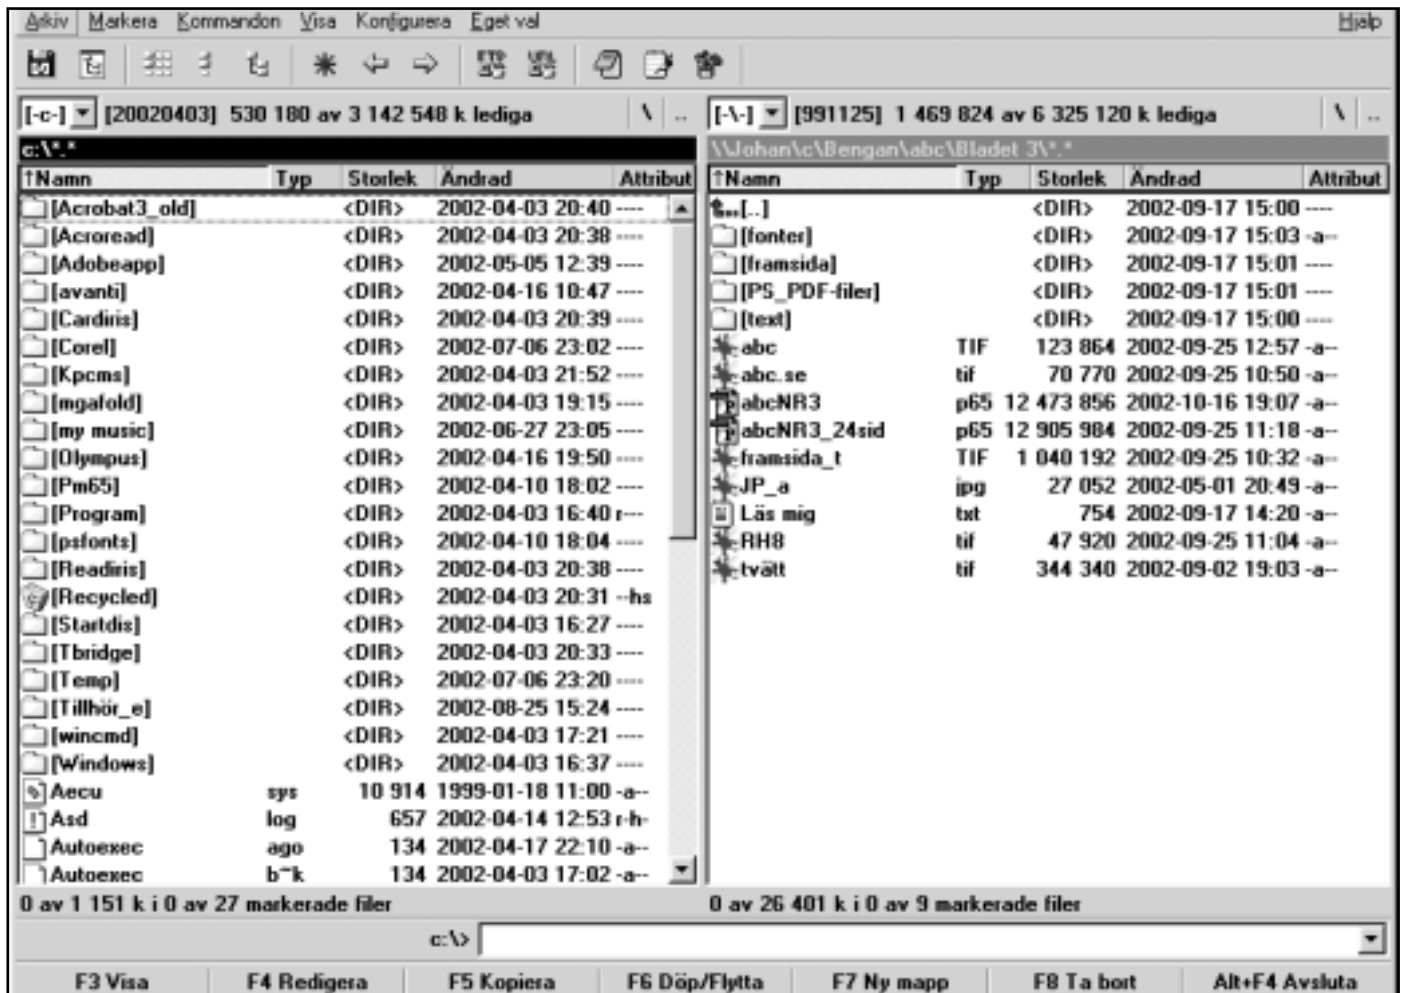 Arkiv Markera Kommandon Visa Konfigurera Eget val Hjälp
FTP URL
[-c-] [20020403] 530 180 av 3 142 548 k lediga \ ..
[-\-] [991125] 1 469 824 av 6 325 120 k lediga \ ..
c:\*.*
↑Namn Typ Storlek Ändrad Attribut
[Acrobat3_old] <DIR> 2002-04-03 20:40 ----
[Acroread] <DIR> 2002-04-03 20:38 ----
[Adobeapp] <DIR> 2002-05-05 12:39 ----
[avanti] <DIR> 2002-04-16 10:47 ----
[Cardiris] <DIR> 2002-04-03 20:39 ----
[Corel] <DIR> 2002-07-06 23:02 ----
[Kpcms] <DIR> 2002-04-03 21:52 ----
[mgafold] <DIR> 2002-04-03 19:15 ----
[my music] <DIR> 2002-06-27 23:05 ----
[Olympus] <DIR> 2002-04-16 19:50 ----
[Pm65] <DIR> 2002-04-10 18:02 ----
[Program] <DIR> 2002-04-03 16:40 r---
[psfonts] <DIR> 2002-04-10 18:04 ----
[Readiris] <DIR> 2002-04-03 20:38 ----
[Recycled] <DIR> 2002-04-03 20:31 --hs
[Startdis] <DIR> 2002-04-03 16:27 ----
[Tbridge] <DIR> 2002-04-03 20:33 ----
[Temp] <DIR> 2002-07-06 23:20 ----
[Tillhör_e] <DIR> 2002-08-25 15:24 ----
[wincmd] <DIR> 2002-04-03 17:21 ----
[Windows] <DIR> 2002-04-03 16:37 ----
Aecu sys 10 914 1999-01-18 11:00 -a--
Asd log 657 2002-04-14 12:53 r-h-
Autoexec ago 134 2002-04-17 22:10 -a--
Autoexec b~k 134 2002-04-03 17:02 -a--
0 av 1 151 k i 0 av 27 markerade filer
\\Johan\c\Bengan\abc\Bladet 3\*.*
↑Namn Typ Storlek Ändrad Attribut
[..] <DIR> 2002-09-17 15:00 ----
[fonter] <DIR> 2002-09-17 15:03 -a--
[framsida] <DIR> 2002-09-17 15:01 ----
[PS_PDF-filer] <DIR> 2002-09-17 15:01 ----
[text] <DIR> 2002-09-17 15:00 ----
abc TIF 123 864 2002-09-25 12:57 -a--
abc.se tif 70 770 2002-09-25 10:50 -a--
abcNR3 p65 12 473 856 2002-10-16 19:07 -a--
abcNR3_24sid p65 12 905 984 2002-09-25 11:18 -a--
framsida_t TIF 1 040 192 2002-09-25 10:32 -a--
JP_a jpg 27 052 2002-05-01 20:49 -a--
Läs mig txt 754 2002-09-17 14:20 -a--
RH8 tif 47 920 2002-09-25 11:04 -a--
tvätt tif 344 340 2002-09-02 19:03 -a--
0 av 26 401 k i 0 av 9 markerade filer
c:\>
F3 Visa F4 Redigera F5 Kopiera F6 Döp/Flytta F7 Ny mapp F8 Ta bort Alt+F4 Avsluta